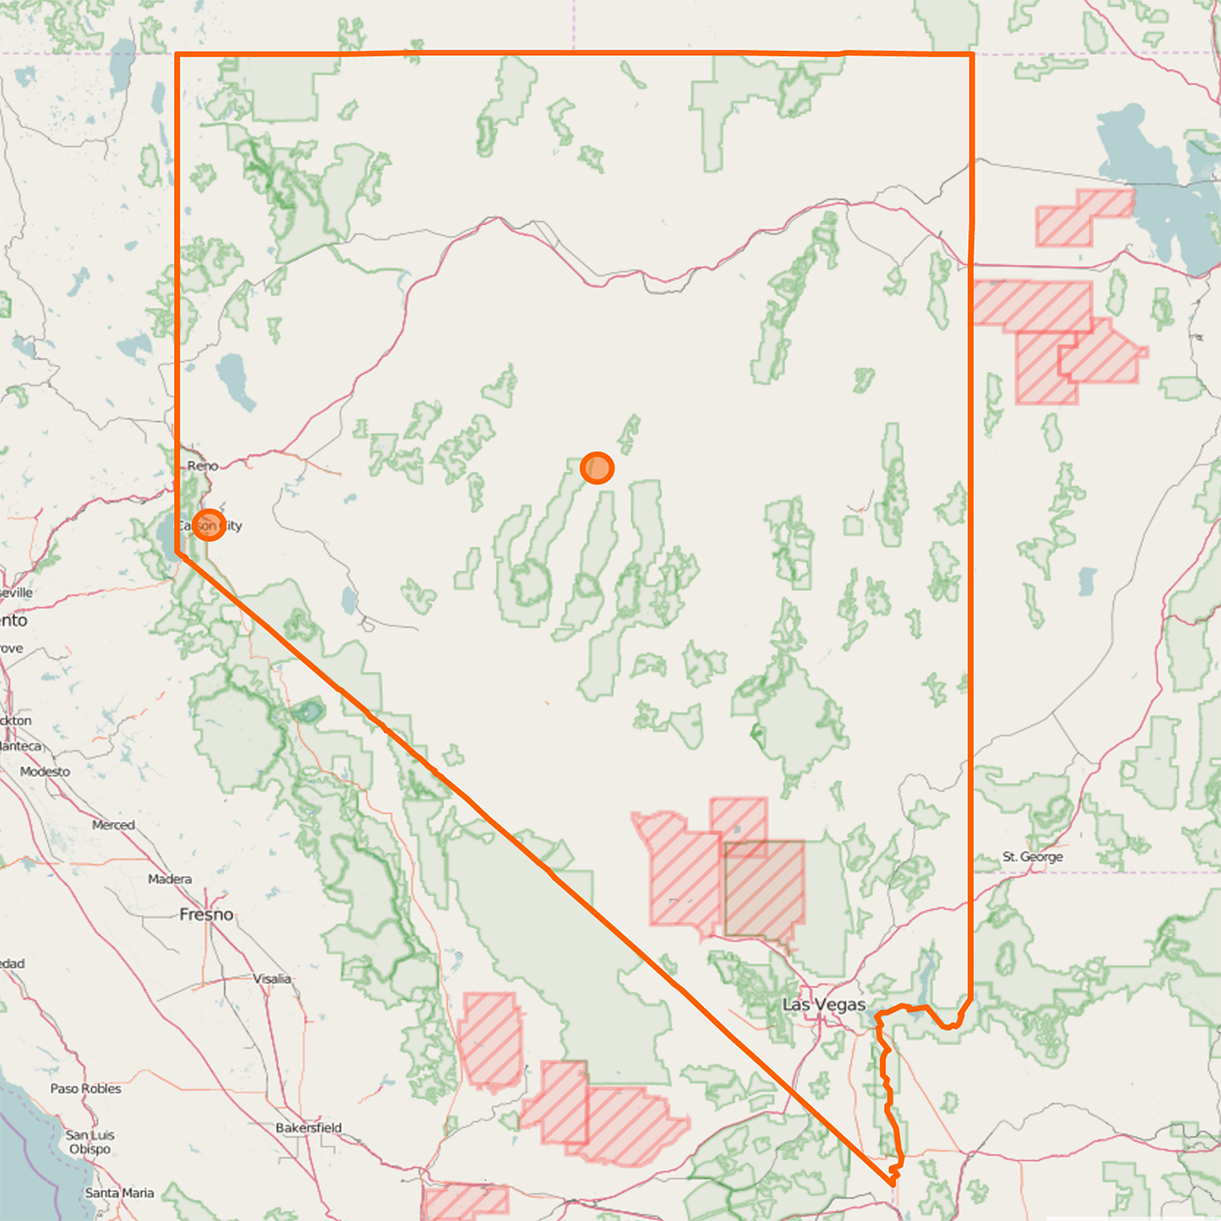 Reno
Carson City
seville
ento
rove
ckton
Manteca
Modesto
Merced
Madera
Fresno
St. George
edad
Visalia
Las Vegas
Paso Robles
San Luis
Obispo
Bakersfield
Santa Maria